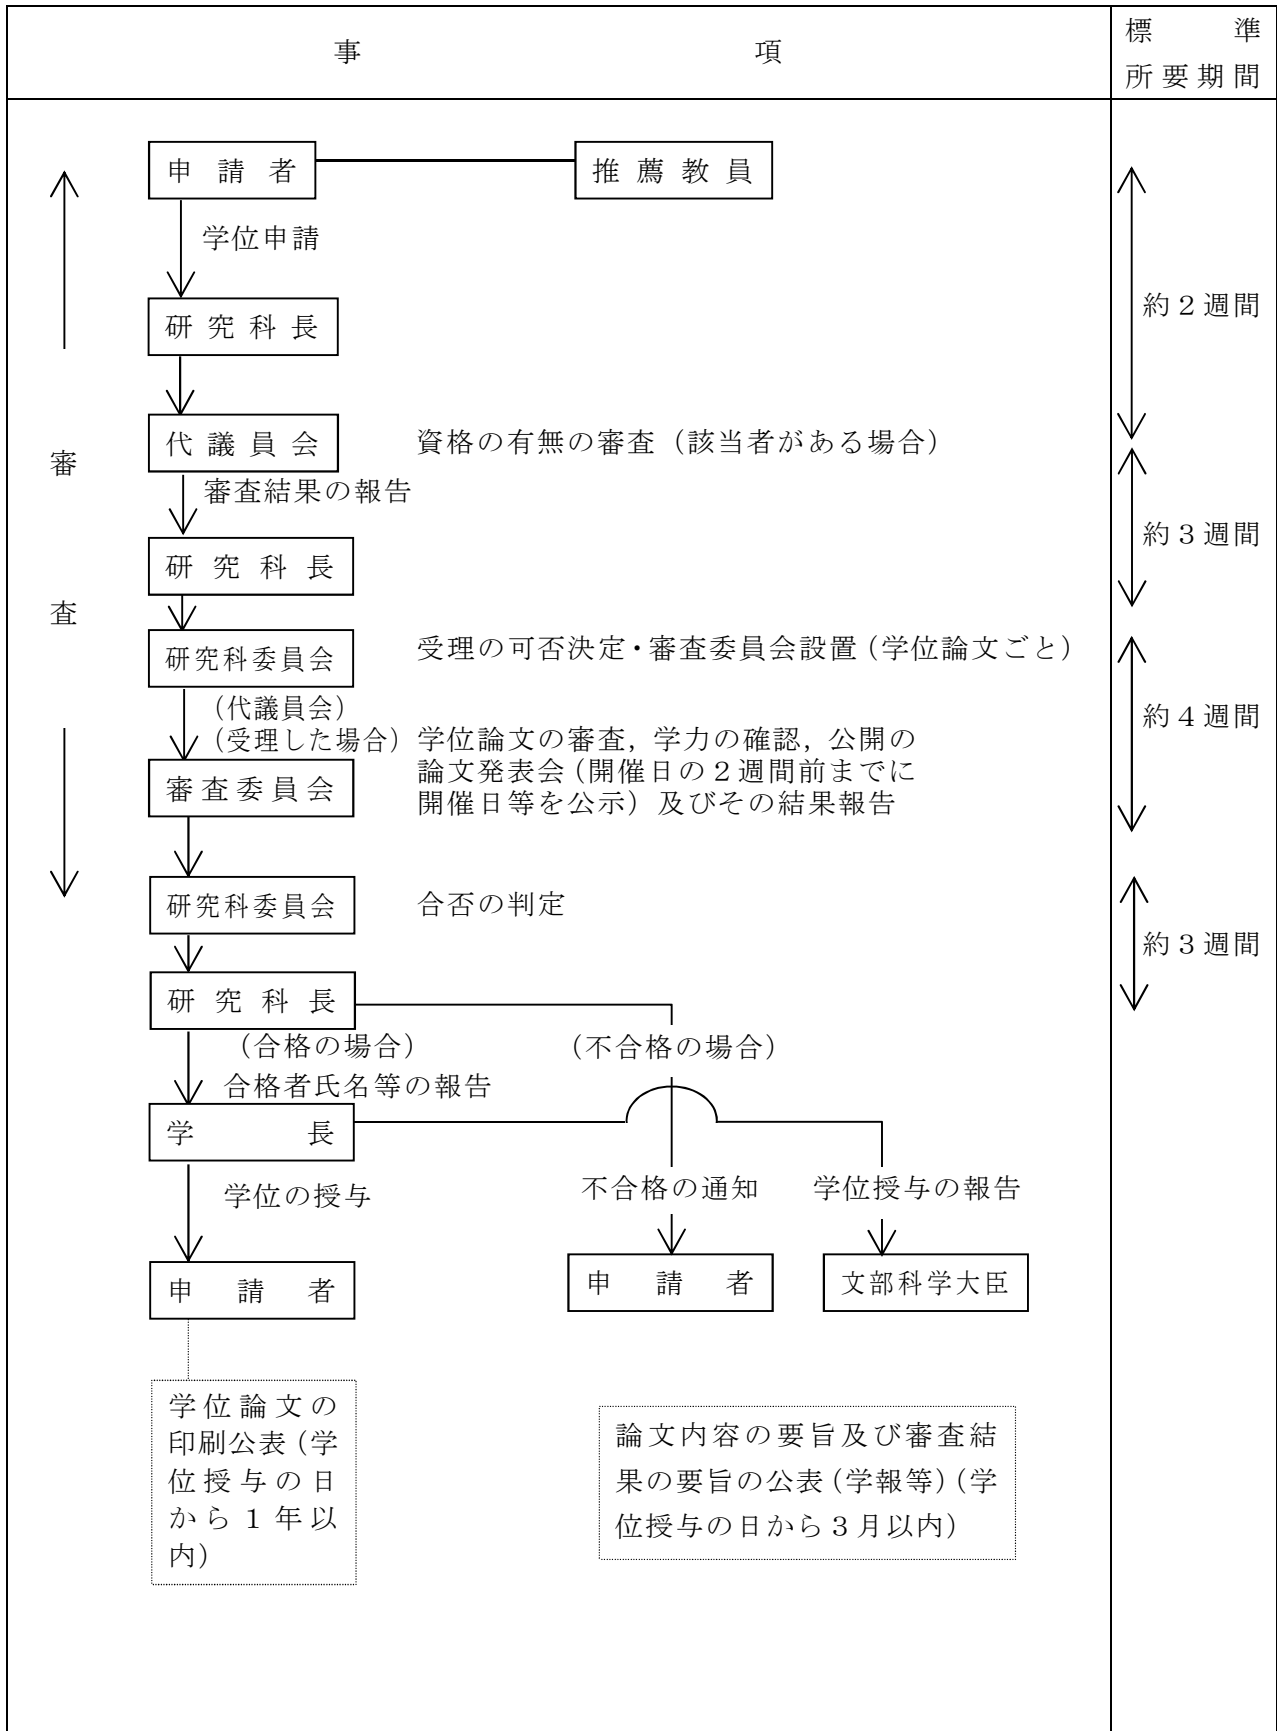 事　項
標　準
所要期間
申請者
推薦教員
学位申請
研究科長
約２週間
代議員会
資格の有無の審査（該当者がある場合）
審
審査結果の報告
約３週間
研究科長
査
研究科委員会
受理の可否決定・審査委員会設置（学位論文ごと）
（代議員会）
（受理した場合）
約４週間
学位論文の審査，学力の確認，公開の
論文発表会（開催日の２週間前までに
開催日等を公示）及びその結果報告
審査委員会
研究科委員会
合否の判定
約３週間
研究科長
（合格の場合）
（不合格の場合）
合格者氏名等の報告
学　長
学位の授与
不合格の通知
学位授与の報告
申請者
申請者
文部科学大臣
学位論文の
印刷公表（学
位授与の日
から１年以
内）
論文内容の要旨及び審査結
果の要旨の公表（学報等）（学
位授与の日から３月以内）